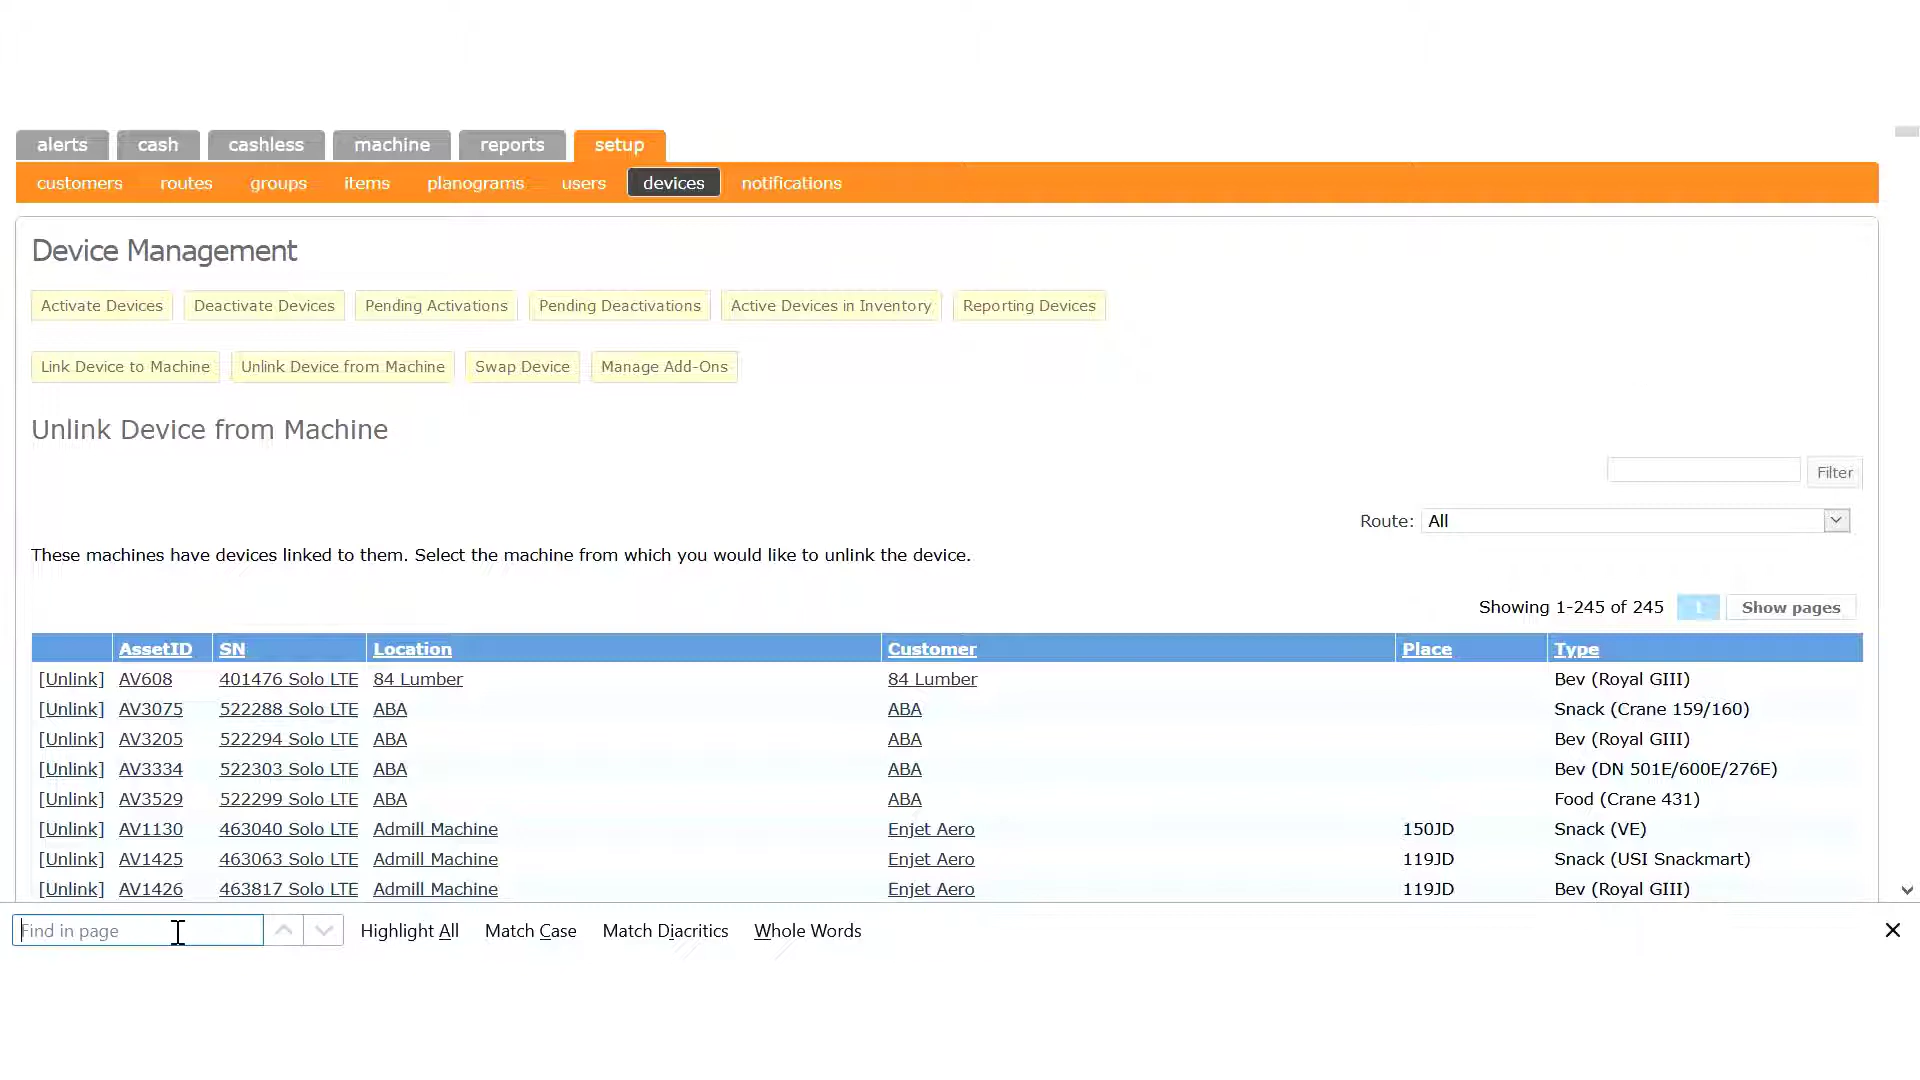 alerts cash cashless machine reports setup
customers routes groups items planograms users devices notifications
Device Management
Activate Devices Deactivate Devices Pending Activations Pending Deactivations Active Devices in Inventory Reporting Devices
Link Device to Machine Unlink Device from Machine Swap Device Manage Add-Ons
Unlink Device from Machine
Filter
Route: All
These machines have devices linked to them. Select the machine from which you would like to unlink the device.
Showing 1-245 of 245 1 Show pages
AssetID SN Location Customer Place Type
[Unlink] AV608 401476 Solo LTE 84 Lumber 84 Lumber Bev (Royal GIII)
[Unlink] AV3075 522288 Solo LTE ABA ABA Snack (Crane 159/160)
[Unlink] AV3205 522294 Solo LTE ABA ABA Bev (Royal GIII)
[Unlink] AV3334 522303 Solo LTE ABA ABA Bev (DN 501E/600E/276E)
[Unlink] AV3529 522299 Solo LTE ABA ABA Food (Crane 431)
[Unlink] AV1130 463040 Solo LTE Admill Machine Enjet Aero 150JD Snack (VE)
[Unlink] AV1425 463063 Solo LTE Admill Machine Enjet Aero 119JD Snack (USI Snackmart)
[Unlink] AV1426 463817 Solo LTE Admill Machine Enjet Aero 119JD Bev (Royal GIII)
Find in page Highlight All Match Case Match Diacritics Whole Words